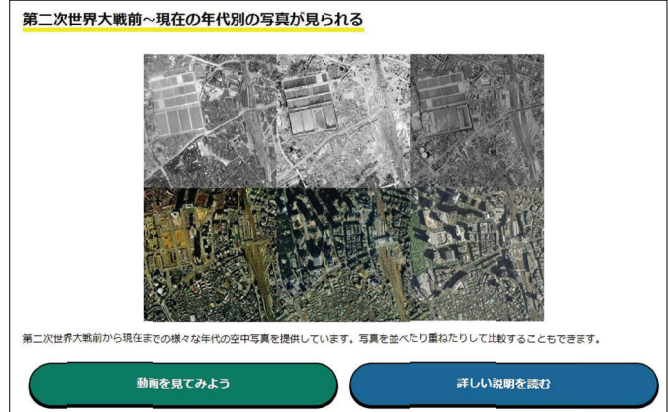 第二次世界大戦前～現在の年代別の写真が見られる
第二次世界大戦前から現在までの様々な年代の空中写真を提供しています。写真を並べたり重ねたりして比較することもできます。
動画を見てみよう
詳しい説明を読む